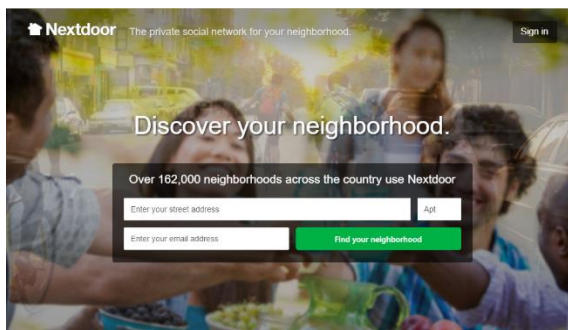 Nextdoor The private social network for your neighborhood. Sign in
Discover your neighborhood.
Over 162,000 neighborhoods across the country use Nextdoor
Enter your street address Apt
Enter your email address Find your neighborhood